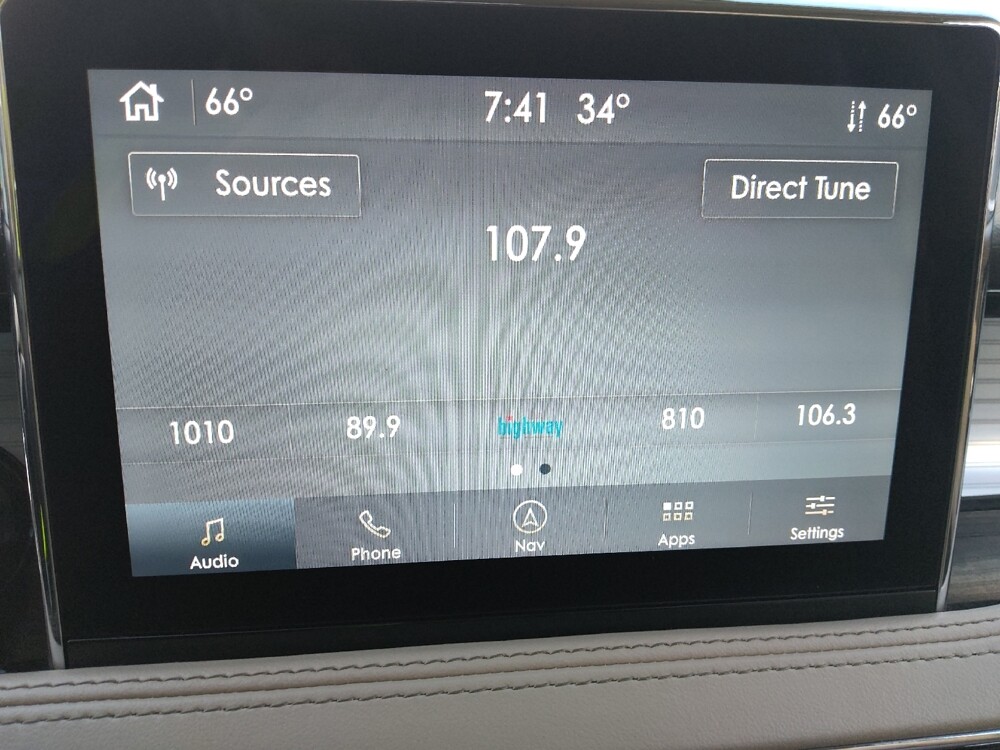 66° 7:41 34° 66°
Sources Direct Tune
107.9
1010 89.9 highway 810 106.3
Audio Phone Nav Apps Settings